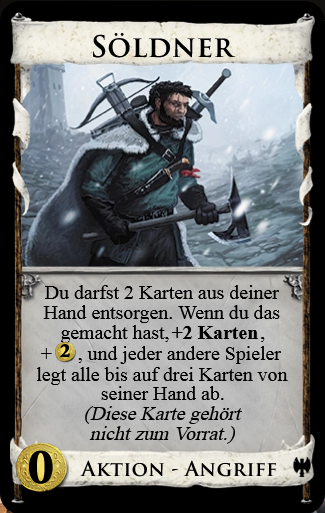 SÖLDNER
Du darfst 2 Karten aus deiner
Hand entsorgen. Wenn du das
gemacht hast, +2 Karten,
+2, und jeder andere Spieler
legt alle bis auf drei Karten von
seiner Hand ab.
(Diese Karte gehört
nicht zum Vorrat.)
0 AKTION - ANGRIFF